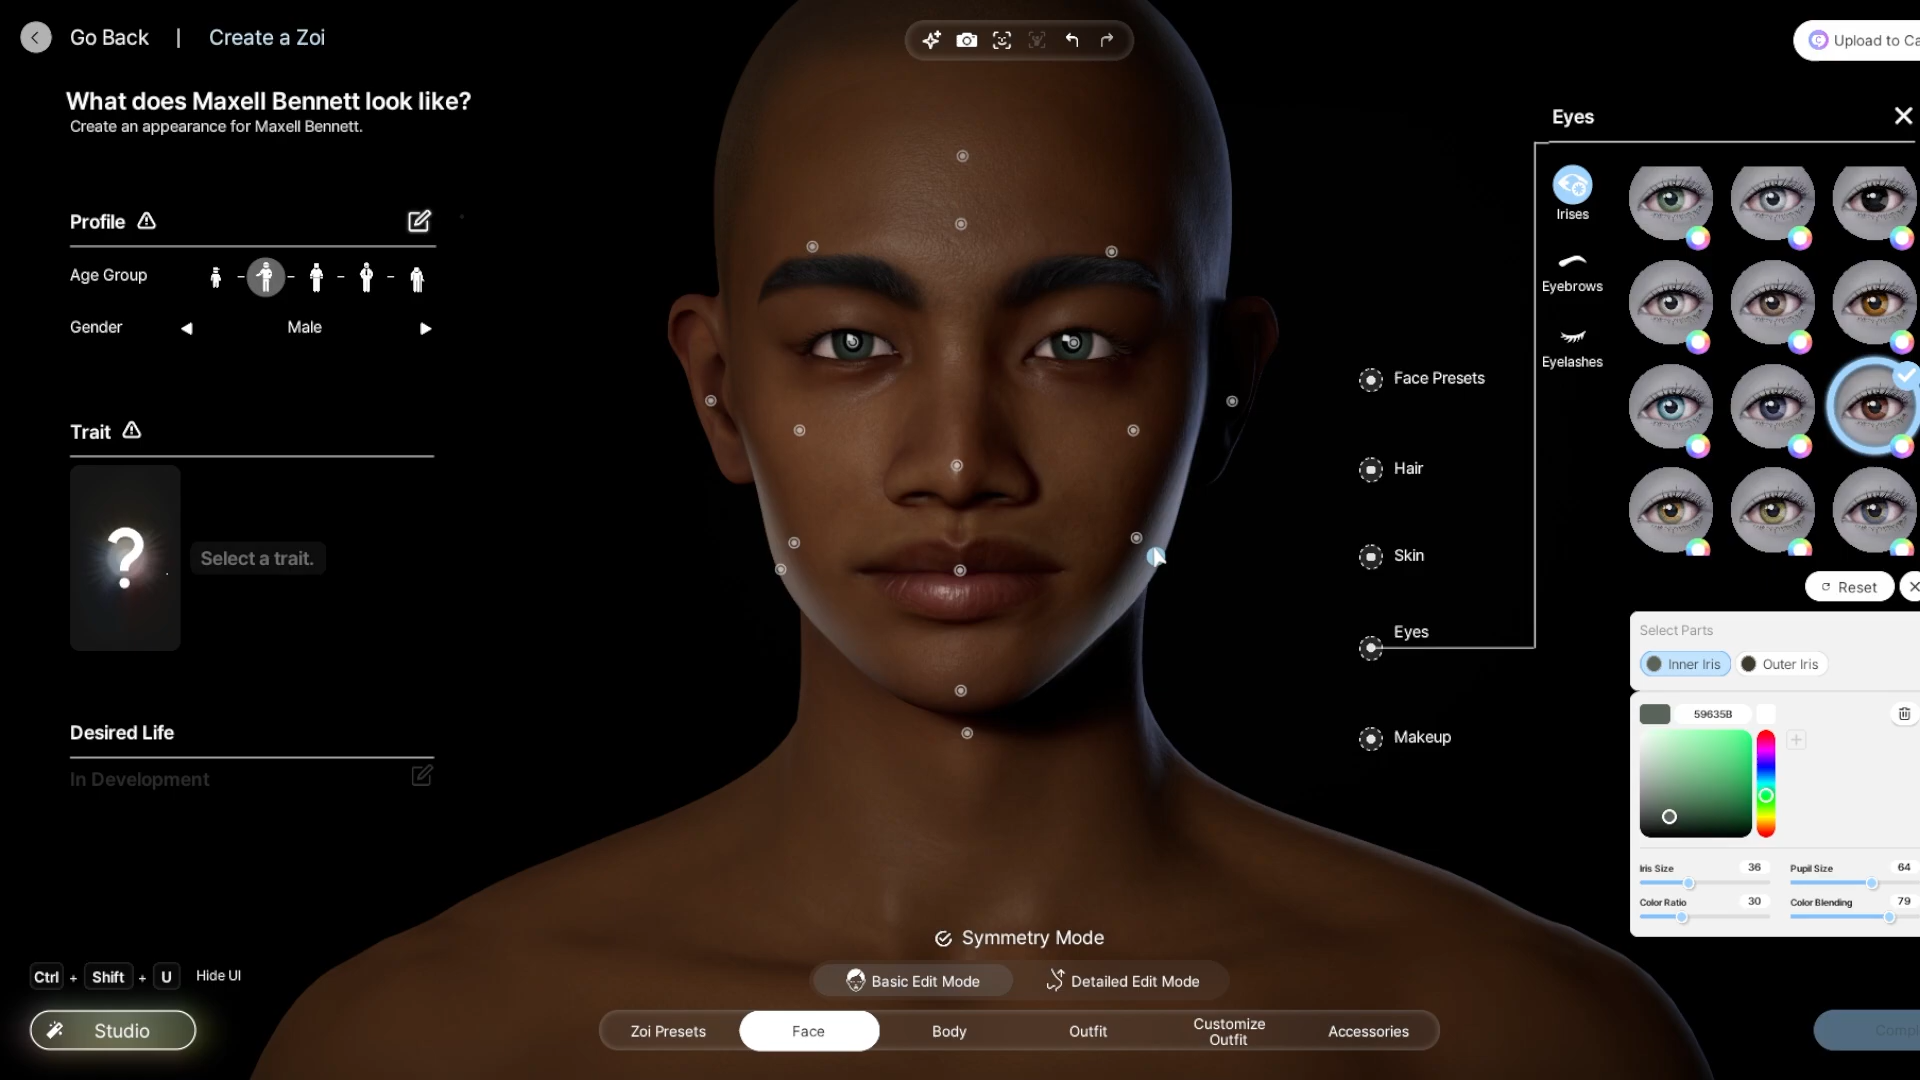 Go Back | Create a Zoi
Upload to Ca
What does Maxell Bennett look like?
Create an appearance for Maxell Bennett.
Profile
Age Group
Gender
Male
Trait
?
Select a trait.
Desired Life
In Development
Ctrl + Shift + U Hide UI
Studio
Face Presets
Hair
Skin
Eyes
Makeup
Eyes
Irises
Eyebrows
Eyelashes
Reset
Select Parts
Inner Iris
Outer Iris
59635B
Iris Size 36
Pupil Size 64
Color Ratio 30
Color Blending 79
Symmetry Mode
Basic Edit Mode
Detailed Edit Mode
Zoi Presets
Face
Body
Outfit
Customize
Outfit
Accessories
Compl